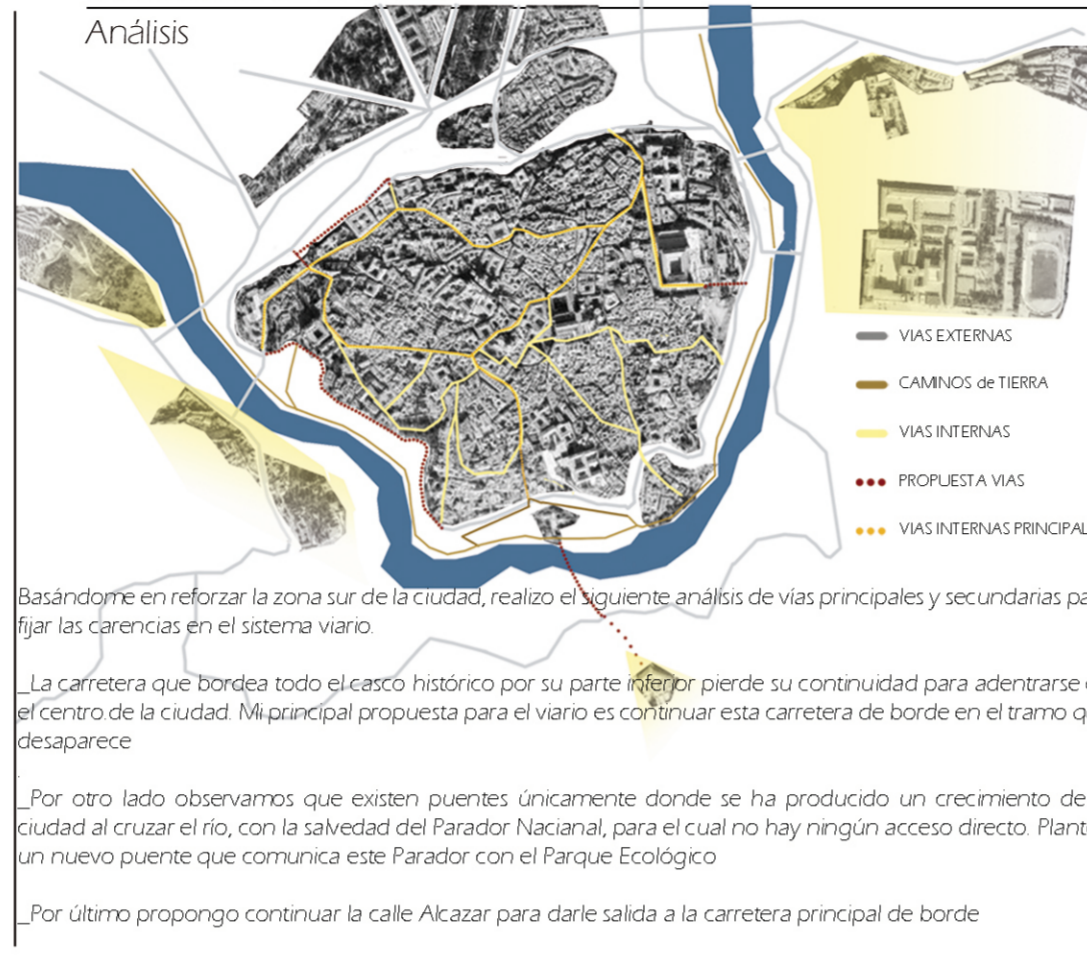 Análisis
VIAS EXTERNAS
CAMINOS de TIERRA
VIAS INTERNAS
PROPUESTA VIAS
VIAS INTERNAS PRINCIPAL
Basándome en reforzar la zona sur de la ciudad, realizo el siguiente análisis de vías principales y secundarias pa
fijar las carencias en el sistema viario.
_La carretera que bordea todo el casco histórico por su parte inferior pierde su continuidad para adentrarse
el centro de la ciudad. Mi principal propuesta para el viario es continuar esta carretera de borde en el tramo q
desaparece
.
_Por otro lado observamos que existen puentes únicamente donde se ha producido un crecimiento de
ciudad al cruzar el río, con la salvedad del Parador Nacianal, para el cual no hay ningún acceso directo. Plant
un nuevo puente que comunica este Parador con el Parque Ecológico
_Por último propongo continuar la calle Alcazar para darle salida a la carretera principal de borde